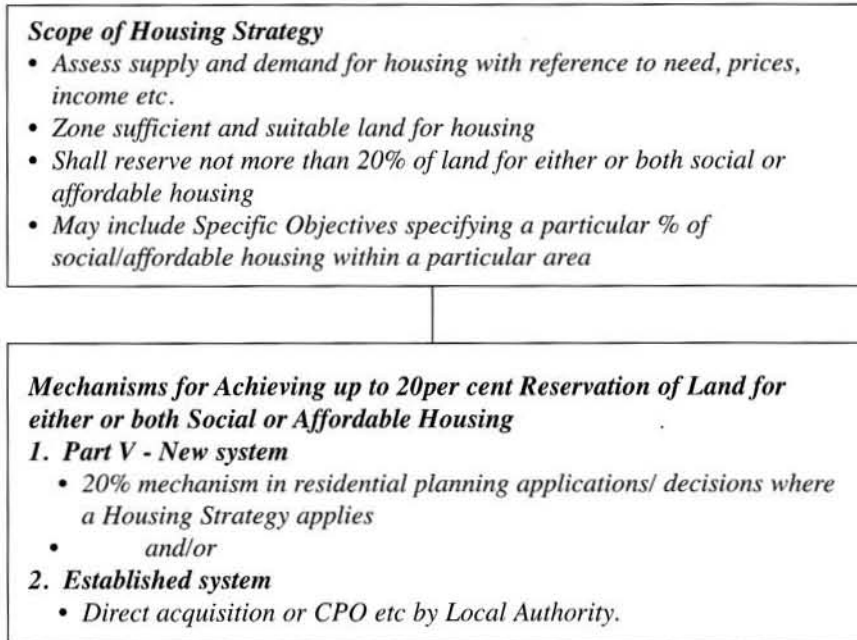 Scope of Housing Strategy
• Assess supply and demand for housing with reference to need, prices,
income etc.
• Zone sufficient and suitable land for housing
• Shall reserve not more than 20% of land for either or both social or
affordable housing
• May include Specific Objectives specifying a particular % of
social/affordable housing within a particular area
Mechanisms for Achieving up to 20per cent Reservation of Land for
either or both Social or Affordable Housing
1. Part V - New system
• 20% mechanism in residential planning applications/ decisions where
a Housing Strategy applies
• and/or
2. Established system
• Direct acquisition or CPO etc by Local Authority.